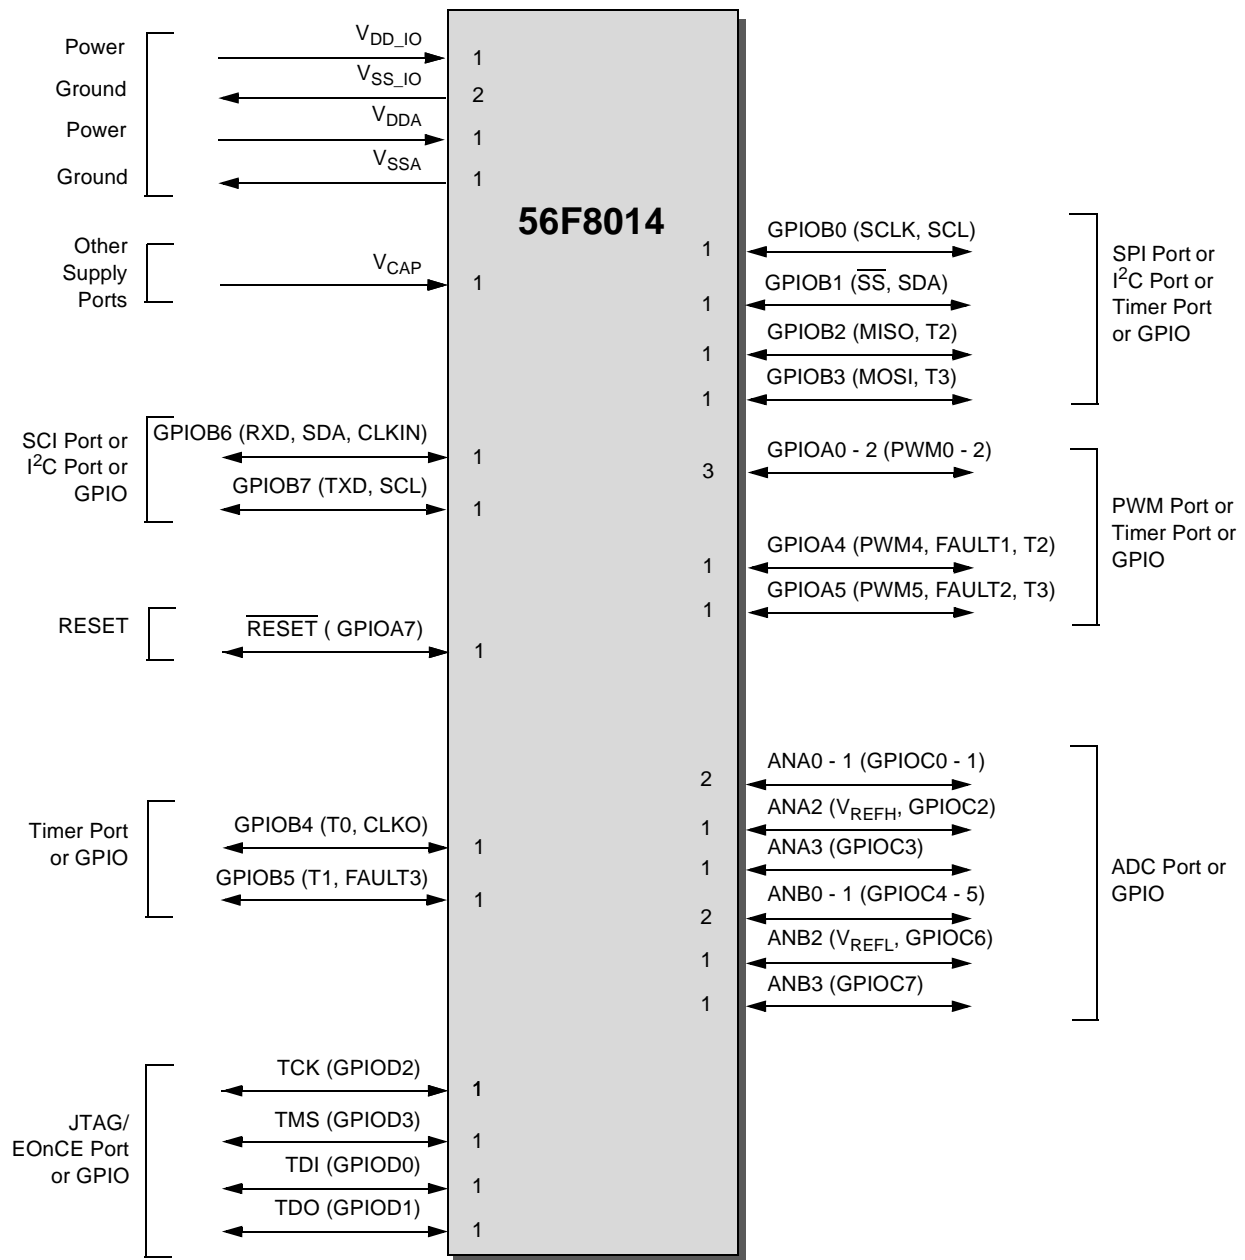 Power
V_DD_IO
1
Ground
V_SS_IO
2
Power
V_DDA
1
Ground
V_SSA
1
56F8014
Other
Supply
Ports
V_CAP
1
SCI Port or
I²C Port or
GPIO
GPIOB6 (RXD, SDA, CLKIN)
1
GPIOB7 (TXD, SCL)
1
RESET
RESET ( GPIOA7)
1
Timer Port
or GPIO
GPIOB4 (T0, CLKO)
1
GPIOB5 (T1, FAULT3)
1
JTAG/
EOnCE Port
or GPIO
TCK (GPIOD2)
1
TMS (GPIOD3)
1
TDI (GPIOD0)
1
TDO (GPIOD1)
1
1
GPIOB0 (SCLK, SCL)
1
GPIOB1 (SS, SDA)
1
GPIOB2 (MISO, T2)
1
GPIOB3 (MOSI, T3)
SPI Port or
I²C Port or
Timer Port
or GPIO
3
GPIOA0 - 2 (PWM0 - 2)
1
GPIOA4 (PWM4, FAULT1, T2)
1
GPIOA5 (PWM5, FAULT2, T3)
PWM Port or
Timer Port or
GPIO
2
ANA0 - 1 (GPIOC0 - 1)
1
ANA2 (V_REFH, GPIOC2)
1
ANA3 (GPIOC3)
2
ANB0 - 1 (GPIOC4 - 5)
1
ANB2 (V_REFL, GPIOC6)
1
ANB3 (GPIOC7)
ADC Port or
GPIO